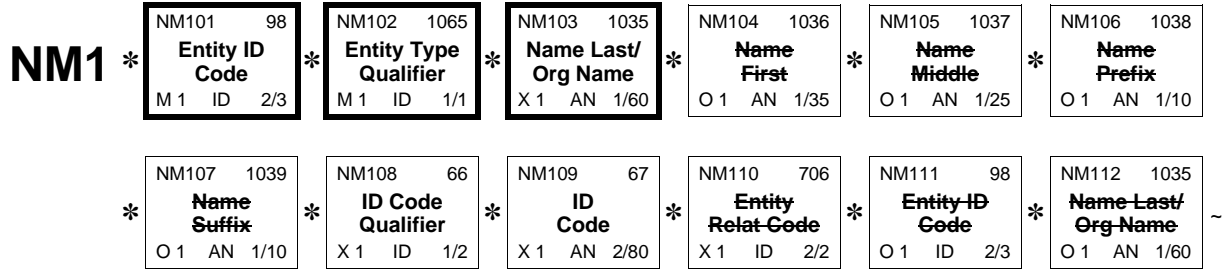 NM101 98 NM102 1065 NM103 1035 NM104 1036 NM105 1037 NM106 1038
NM1 * Entity ID * Entity Type * Name Last/ * Name * Name * Name
Code Qualifier Org Name First Middle Prefix
M 1 ID 2/3 M 1 ID 1/1 X 1 AN 1/60 O 1 AN 1/35 O 1 AN 1/25 O 1 AN 1/10
NM107 1039 NM108 66 NM109 67 NM110 706 NM111 98 NM112 1035
* Name * ID Code * ID * Entity * Entity ID * Name Last/ ~
Suffix Qualifier Code Relat Code Code Org Name
O 1 AN 1/10 X 1 ID 1/2 X 1 AN 2/80 X 1 ID 2/2 O 1 ID 2/3 O 1 AN 1/60